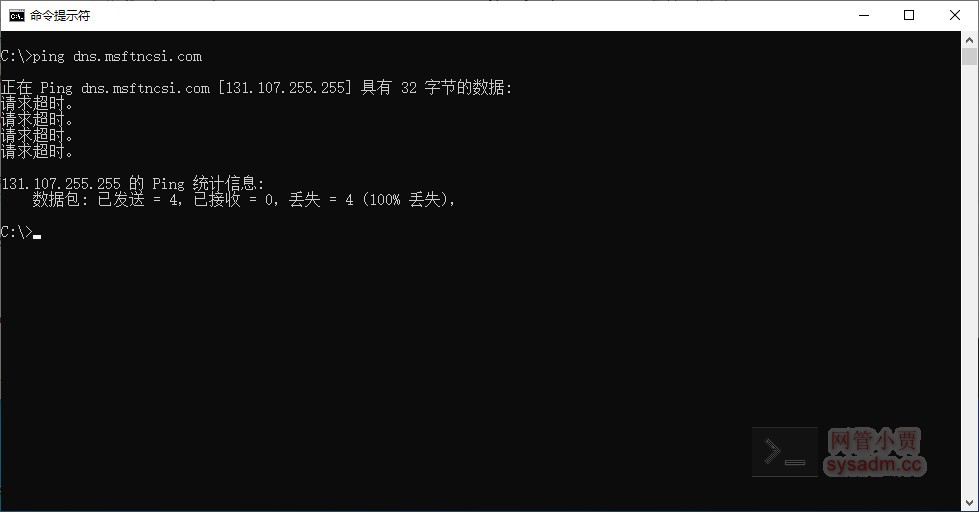 命令提示符
C:\>ping dns.msftncsi.com
正在 Ping dns.msftncsi.com [131.107.255.255] 具有 32 字节的数据:
请求超时。
请求超时。
请求超时。
请求超时。
131.107.255.255 的 Ping 统计信息:
数据包: 已发送 = 4，已接收 = 0，丢失 = 4 (100% 丢失)，
C:\>
网管小贾
sysadm.cc